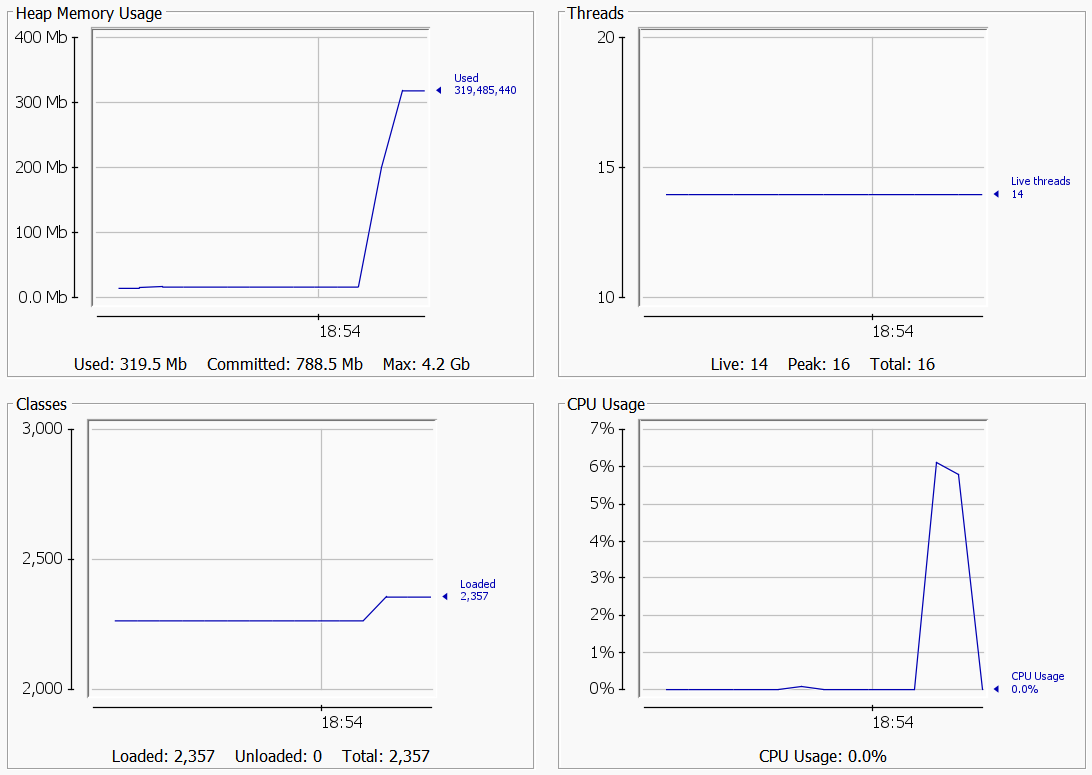 Heap Memory Usage
400 Mb
300 Mb
200 Mb
100 Mb
0.0 Mb
Used
319,485,440
18:54
Used: 319.5 Mb Committed: 788.5 Mb Max: 4.2 Gb
Threads
20
15
10
Live threads
14
18:54
Live: 14 Peak: 16 Total: 16
Classes
3,000
2,500
2,000
Loaded
2,357
18:54
Loaded: 2,357 Unloaded: 0 Total: 2,357
CPU Usage
7%
6%
5%
4%
3%
2%
1%
0%
CPU Usage
0.0%
18:54
CPU Usage: 0.0%